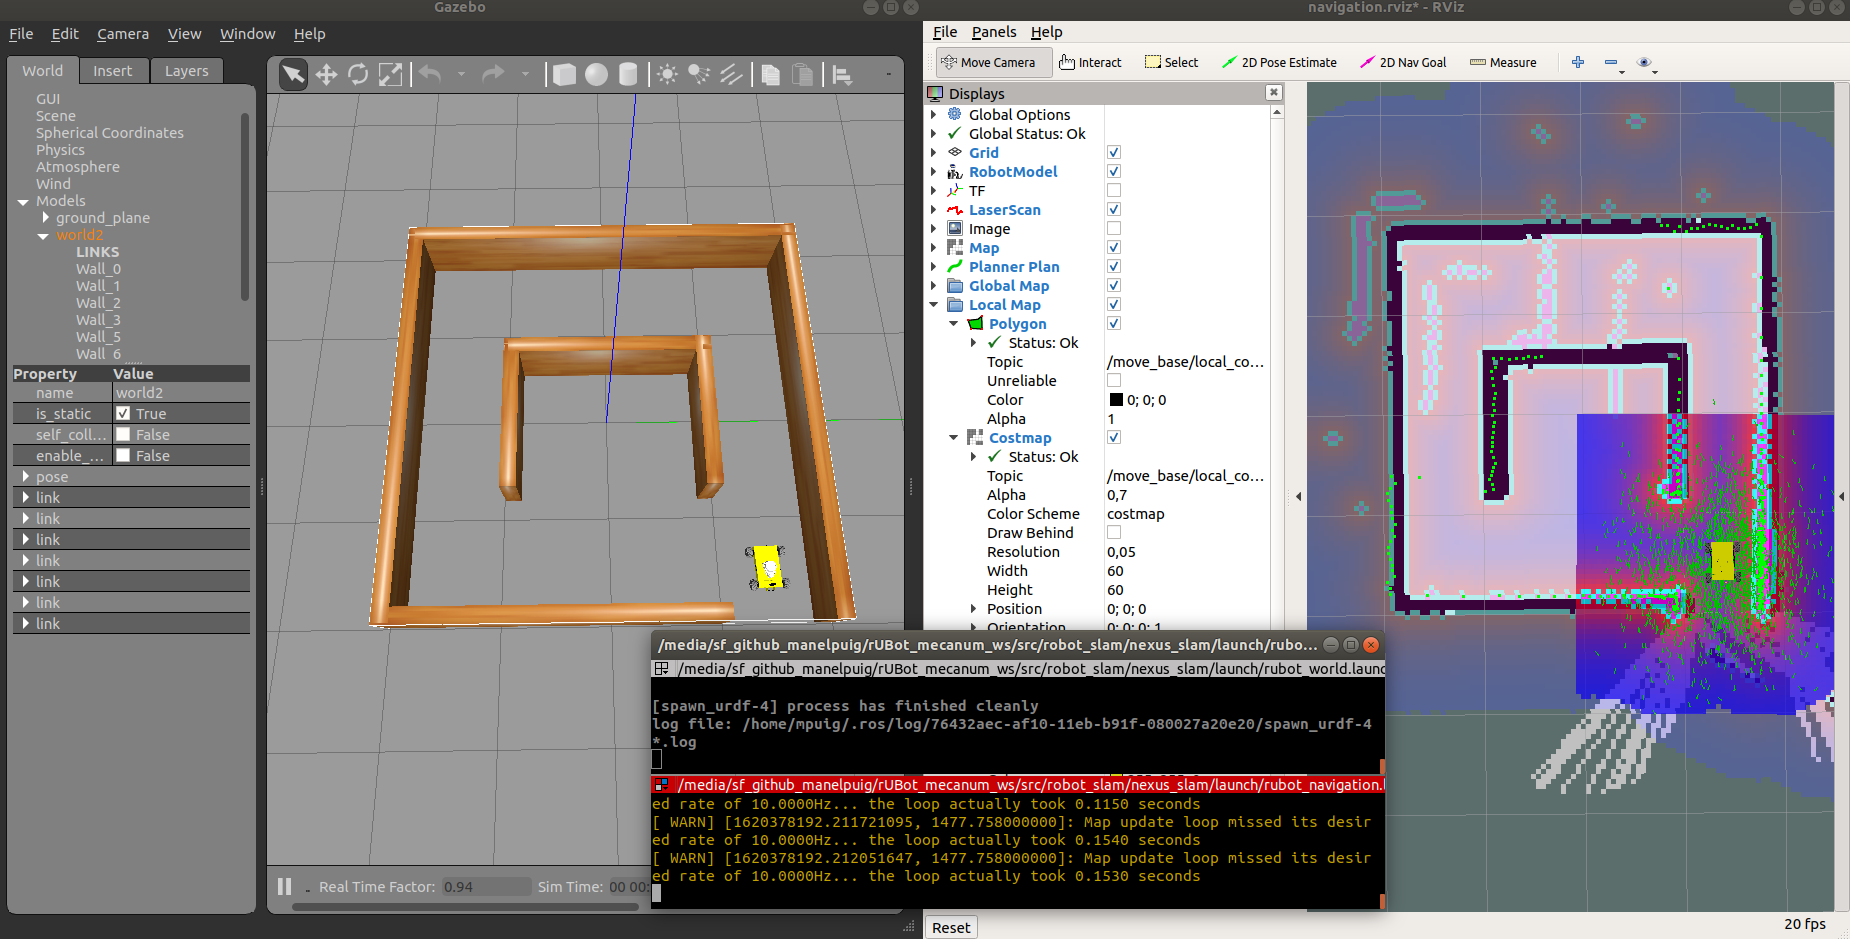 Gazebo
File Edit Camera View Window Help
World Insert Layers
GUI
Scene
Spherical Coordinates
Physics
Atmosphere
Wind
Models
ground_plane
world2
LINKS
Wall_0
Wall_1
Wall_2
Wall_3
Wall_5
Wall_6
Property Value
name world2
is_static True
self_coll... False
enable_... False
pose
link
link
link
link
link
link
link
Real Time Factor: 0.94 Sim Time: 00 00:
navigation.rviz* - RViz
File Panels Help
Move Camera Interact Select 2D Pose Estimate 2D Nav Goal Measure
Displays
Global Options
Global Status: Ok
Grid
RobotModel
TF
LaserScan
Image
Map
Planner Plan
Global Map
Local Map
Polygon
Status: Ok
Topic /move_base/local_co...
Unreliable
Color 0; 0; 0
Alpha 1
Costmap
Status: Ok
Topic /move_base/local_co...
Alpha 0,7
Color Scheme costmap
Draw Behind
Resolution 0,05
Width 60
Height 60
Position 0; 0; 0
Orientation 0; 0; 0; 1
/media/sf_github_manelpuig/rUBot_mecanum_ws/src/robot_slam/nexus_slam/launch/rubo...
/media/sf_github_manelpuig/rUBot_mecanum_ws/src/robot_slam/nexus_slam/launch/rubot_world.launc
[spawn_urdf-4] process has finished cleanly
log file: /home/mpuig/.ros/log/76432aec-af10-11eb-b91f-080027a20e20/spawn_urdf-4
*.log
/media/sf_github_manelpuig/rUBot_mecanum_ws/src/robot_slam/nexus_slam/launch/rubot_navigation.l
ed rate of 10.0000Hz... the loop actually took 0.1150 seconds
[ WARN] [1620378192.211721095, 1477.758000000]: Map update loop missed its desir
ed rate of 10.0000Hz... the loop actually took 0.1540 seconds
[ WARN] [1620378192.212051647, 1477.758000000]: Map update loop missed its desir
ed rate of 10.0000Hz... the loop actually took 0.1530 seconds
Reset
20 fps